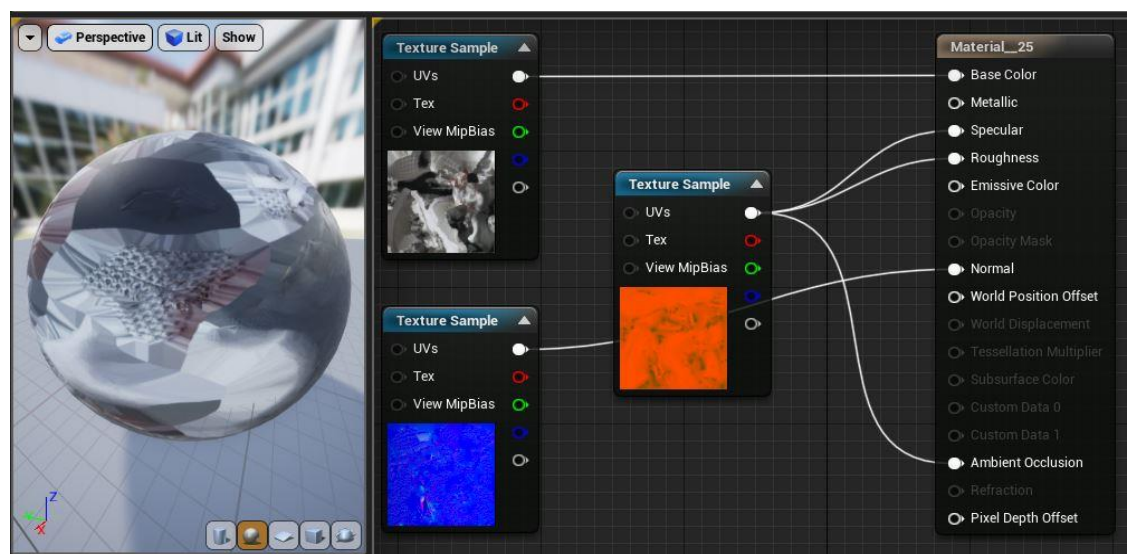 Perspective
Lit
Show
Texture Sample
UVs
Tex
View MipBias
Texture Sample
UVs
Tex
View MipBias
Texture Sample
UVs
Tex
View MipBias
Material__25
Base Color
Metallic
Specular
Roughness
Emissive Color
Opacity
Opacity Mask
Normal
World Position Offset
World Displacement
Tessellation Multiplier
Subsurface Color
Custom Data 0
Custom Data 1
Ambient Occlusion
Refraction
Pixel Depth Offset
Z
X